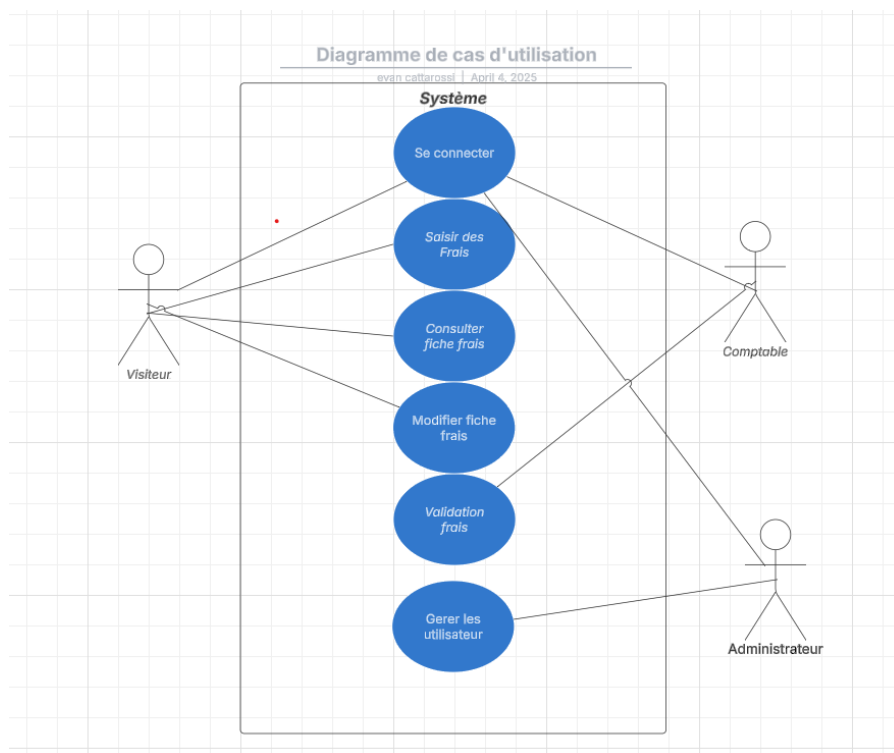 Diagramme de cas d'utilisation
evan cattarossi | April 4, 2025
Système
Se connecter
Saisir des
Frais
Consulter
fiche frais
Visiteur
Comptable
Modifier fiche
frais
Validation
frais
Gerer les
utilisateur
Administrateur